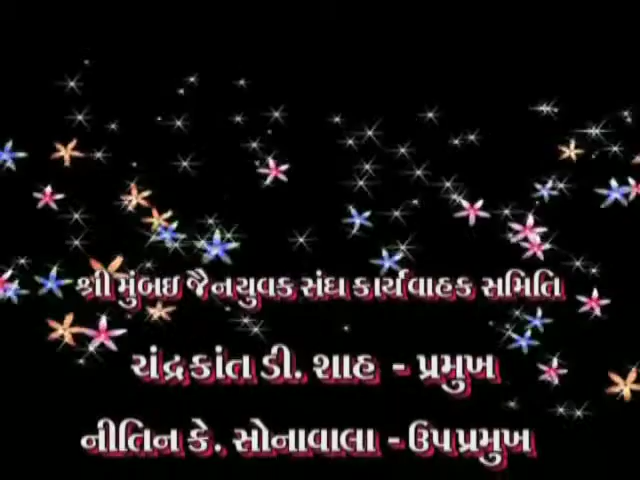 શ્રી મુંબઇ જૈન યુવક સંઘ કાર્યવાહક સમિતિ
ચંદ્રકાંત ડી. શાહ - પ્રમુખ
નીતિન કે. સોનાવાલા - ઉપપ્રમુખ